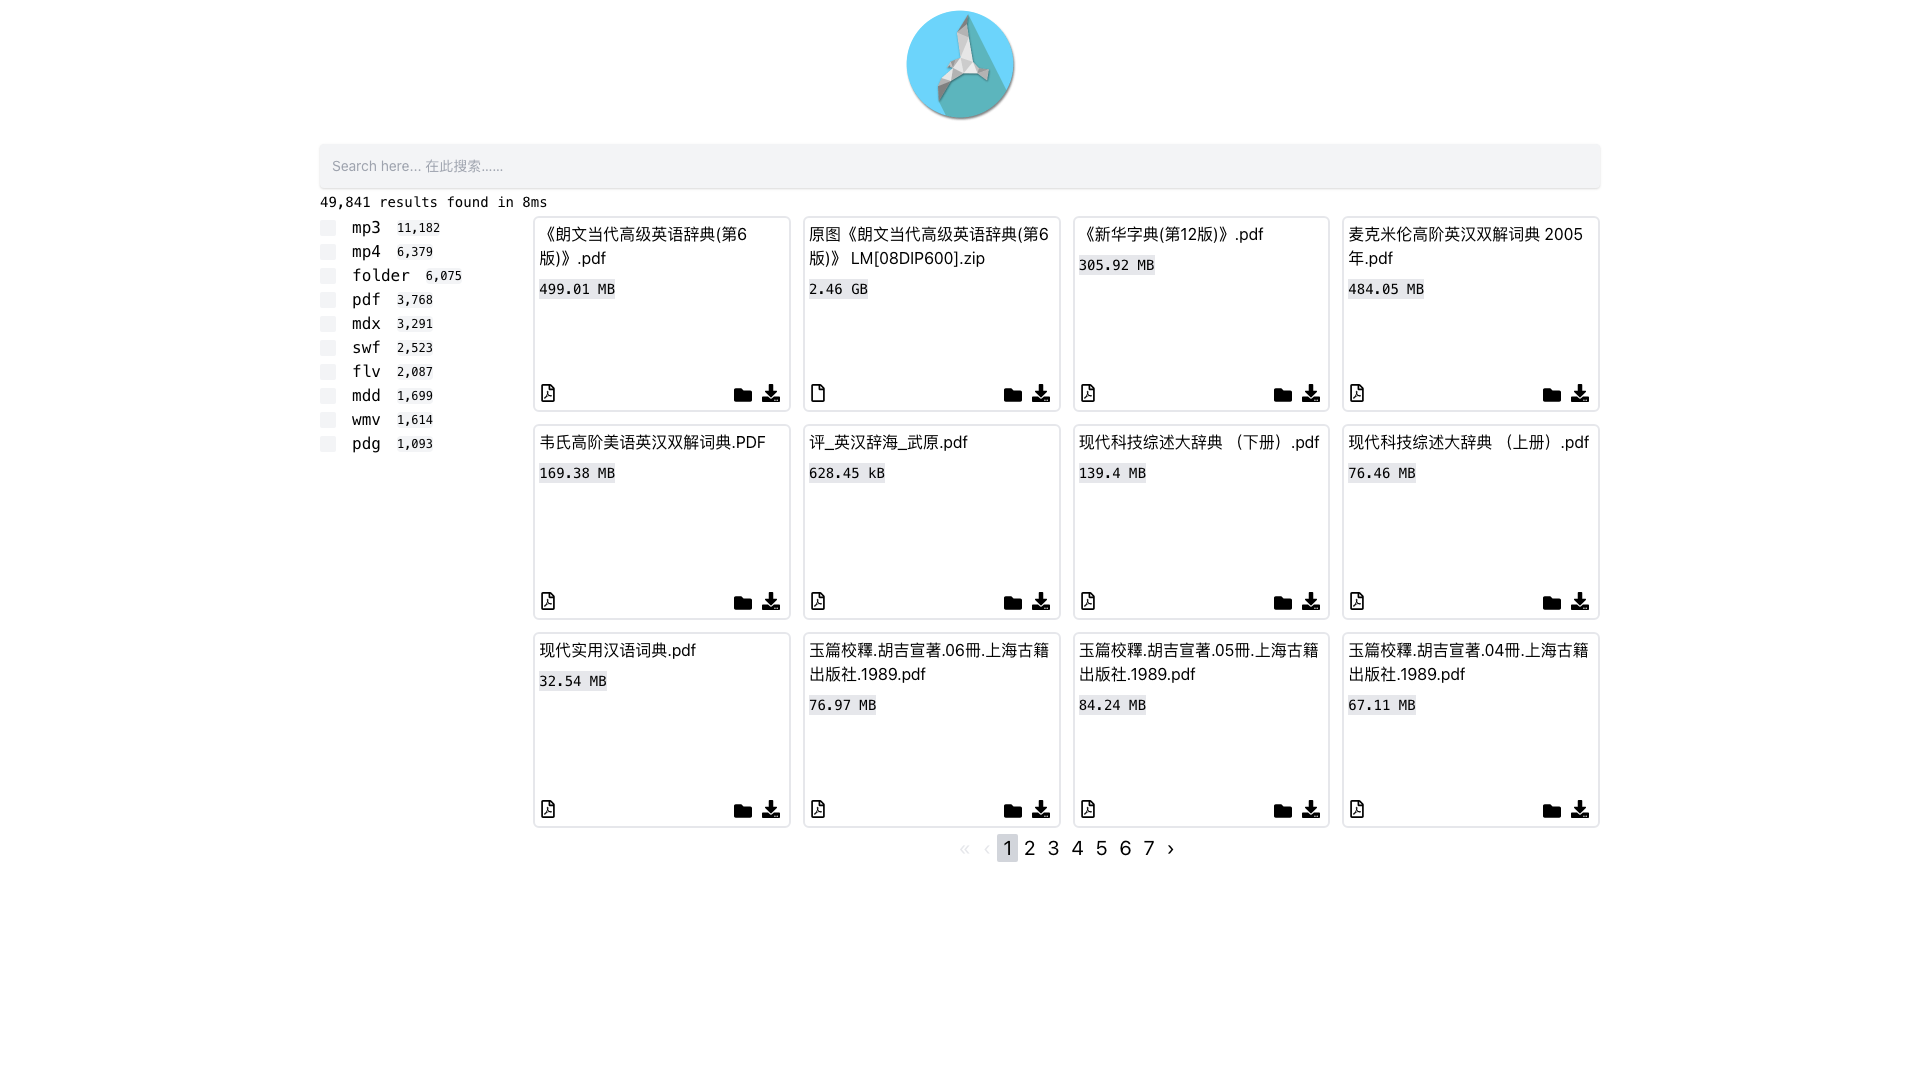 Search here... 在此搜索......
49,841 results found in 8ms
mp3 11,182
mp4 6,379
folder 6,075
pdf 3,768
mdx 3,291
swf 2,523
flv 2,087
mdd 1,699
wmv 1,614
pdg 1,093
《朗文当代高级英语辞典(第6
版)》.pdf
499.01 MB
原图《朗文当代高级英语辞典(第6
版)》 LM[08DIP600].zip
2.46 GB
《新华字典(第12版)》.pdf
305.92 MB
麦克米伦高阶英汉双解词典 2005
年.pdf
484.05 MB
韦氏高阶美语英汉双解词典.PDF
169.38 MB
评_英汉辞海_武原.pdf
628.45 kB
现代科技综述大辞典 （下册）.pdf
139.4 MB
现代科技综述大辞典 （上册）.pdf
76.46 MB
现代实用汉语词典.pdf
32.54 MB
玉篇校釋.胡吉宣著.06冊.上海古籍
出版社.1989.pdf
76.97 MB
玉篇校釋.胡吉宣著.05冊.上海古籍
出版社.1989.pdf
84.24 MB
玉篇校釋.胡吉宣著.04冊.上海古籍
出版社.1989.pdf
67.11 MB
« ‹ 1 2 3 4 5 6 7 ›